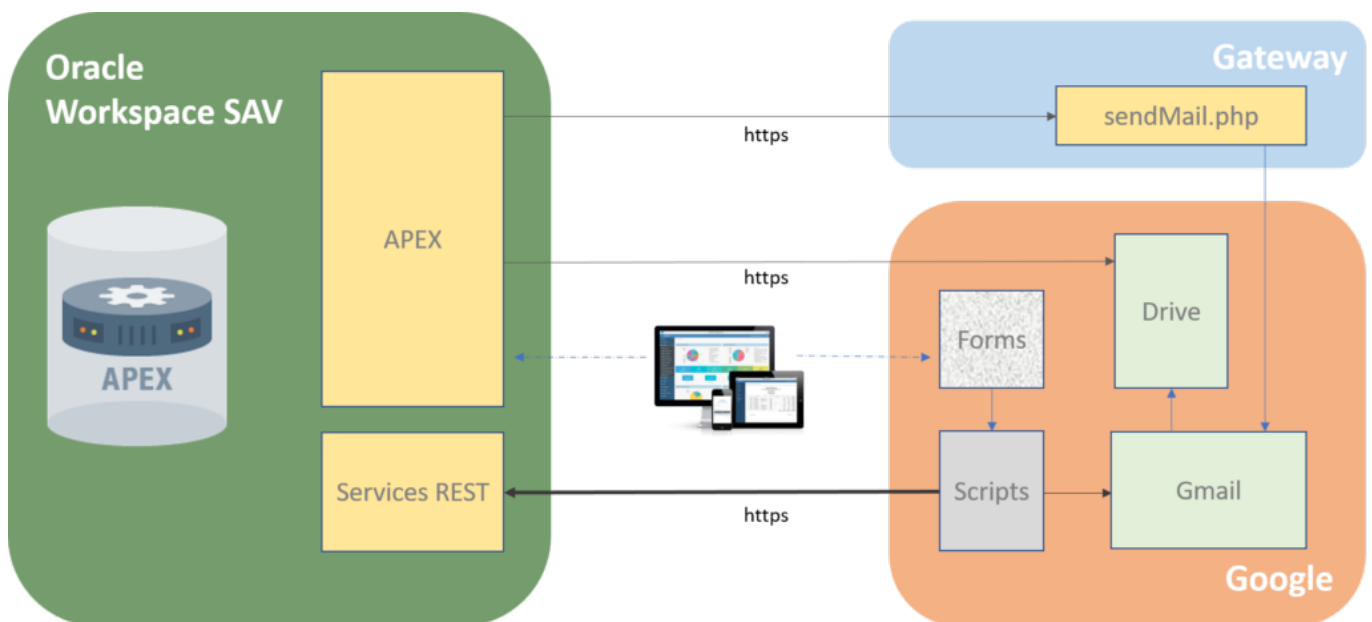 Oracle
Workspace SAV
Gateway
sendMail.php
https
APEX
https
Drive
Forms
APEX
Services REST
Scripts
Gmail
https
Google